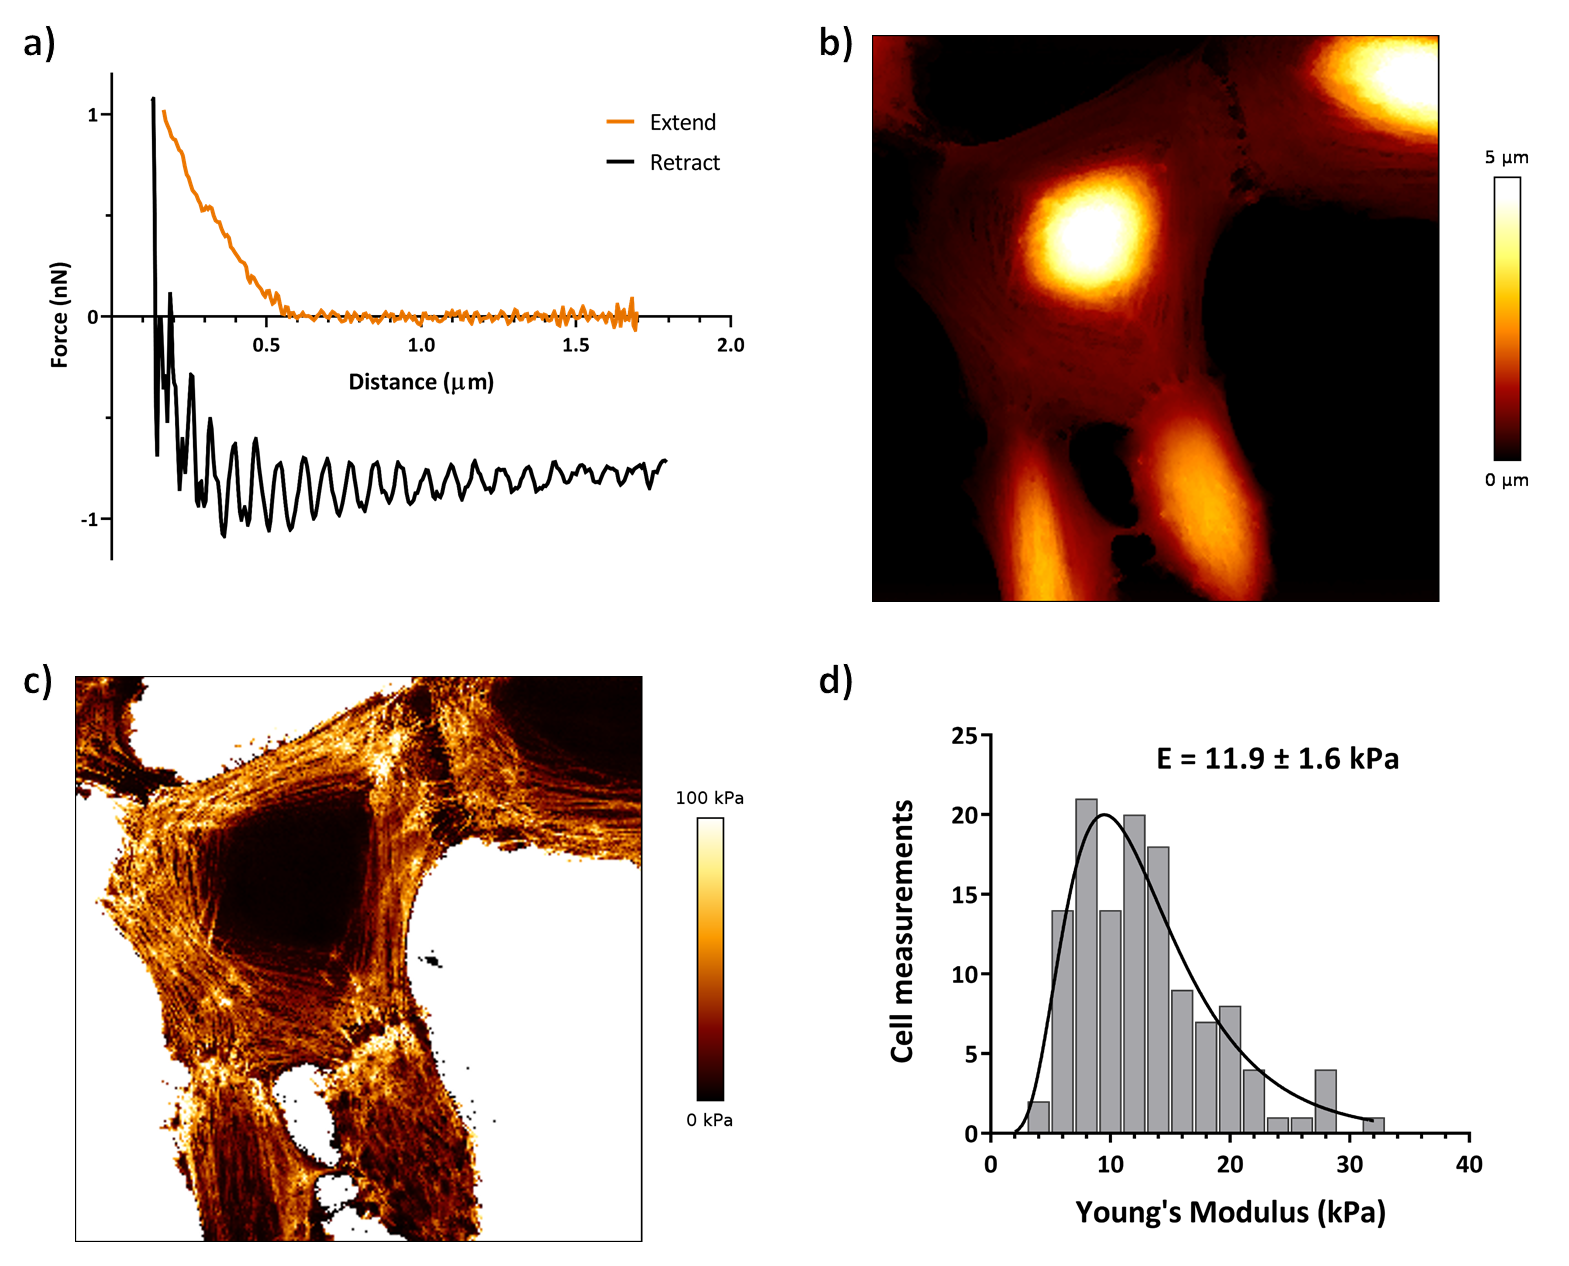 a)
1
0
-1
Force (nN)
0.5
1.0
1.5
2.0
Distance (μm)
Extend
Retract
b)
5 μm
0 μm
c)
100 kPa
0 kPa
d)
E = 11.9 ± 1.6 kPa
25
20
15
10
5
0
Cell measurements
0
10
20
30
40
Young's Modulus (kPa)